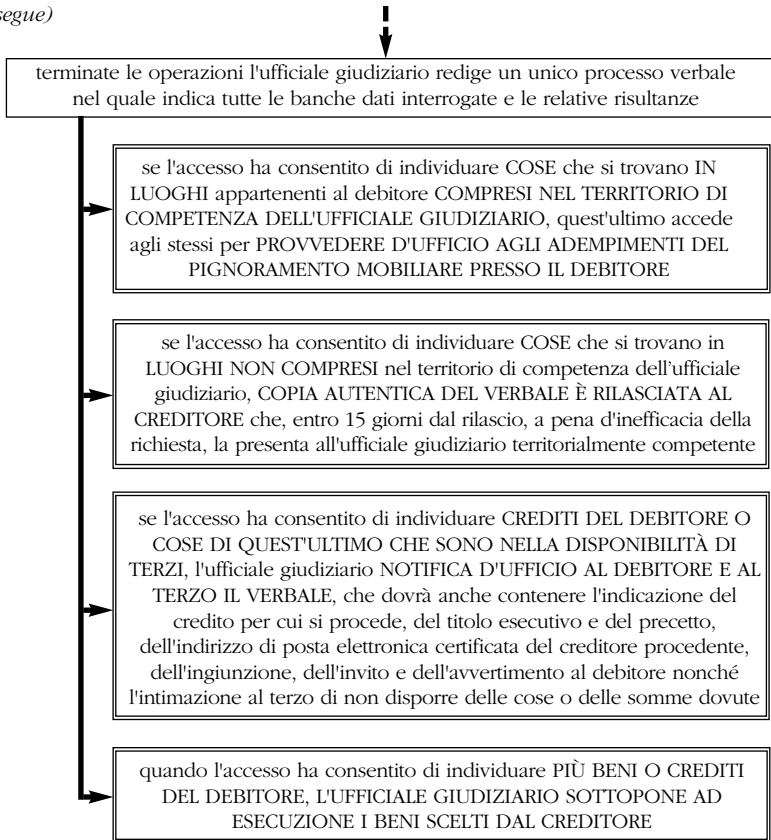 segue)
terminate le operazioni l'ufficiale giudiziario redige un unico processo verbale
nel quale indica tutte le banche dati interrogate e le relative risultanze
se l'accesso ha consentito di individuare COSE che si trovano IN
LUOGHI appartenenti al debitore COMPRESI NEL TERRITORIO DI
COMPETENZA DELL'UFFICIALE GIUDIZIARIO, quest'ultimo accede
agli stessi per PROVVEDERE D'UFFICIO AGLI ADEMPIMENTI DEL
PIGNORAMENTO MOBILIARE PRESSO IL DEBITORE
se l'accesso ha consentito di individuare COSE che si trovano in
LUOGHI NON COMPRESI nel territorio di competenza dell'ufficiale
giudiziario, COPIA AUTENTICA DEL VERBALE È RILASCIATA AL
CREDITORE che, entro 15 giorni dal rilascio, a pena d'inefficacia della
richiesta, la presenta all'ufficiale giudiziario territorialmente competente
se l'accesso ha consentito di individuare CREDITI DEL DEBITORE O
COSE DI QUEST'ULTIMO CHE SONO NELLA DISPONIBILITÀ DI
TERZI, l'ufficiale giudiziario NOTIFICA D'UFFICIO AL DEBITORE E AL
TERZO IL VERBALE, che dovrà anche contenere l'indicazione del
credito per cui si procede, del titolo esecutivo e del precetto,
dell'indirizzo di posta elettronica certificata del creditore procedente,
dell'ingiunzione, dell'invito e dell'avvertimento al debitore nonché
l'intimazione al terzo di non disporre delle cose o delle somme dovute
quando l'accesso ha consentito di individuare PIÙ BENI O CREDITI
DEL DEBITORE, L'UFFICIALE GIUDIZIARIO SOTTOPONE AD
ESECUZIONE I BENI SCELTI DAL CREDITORE